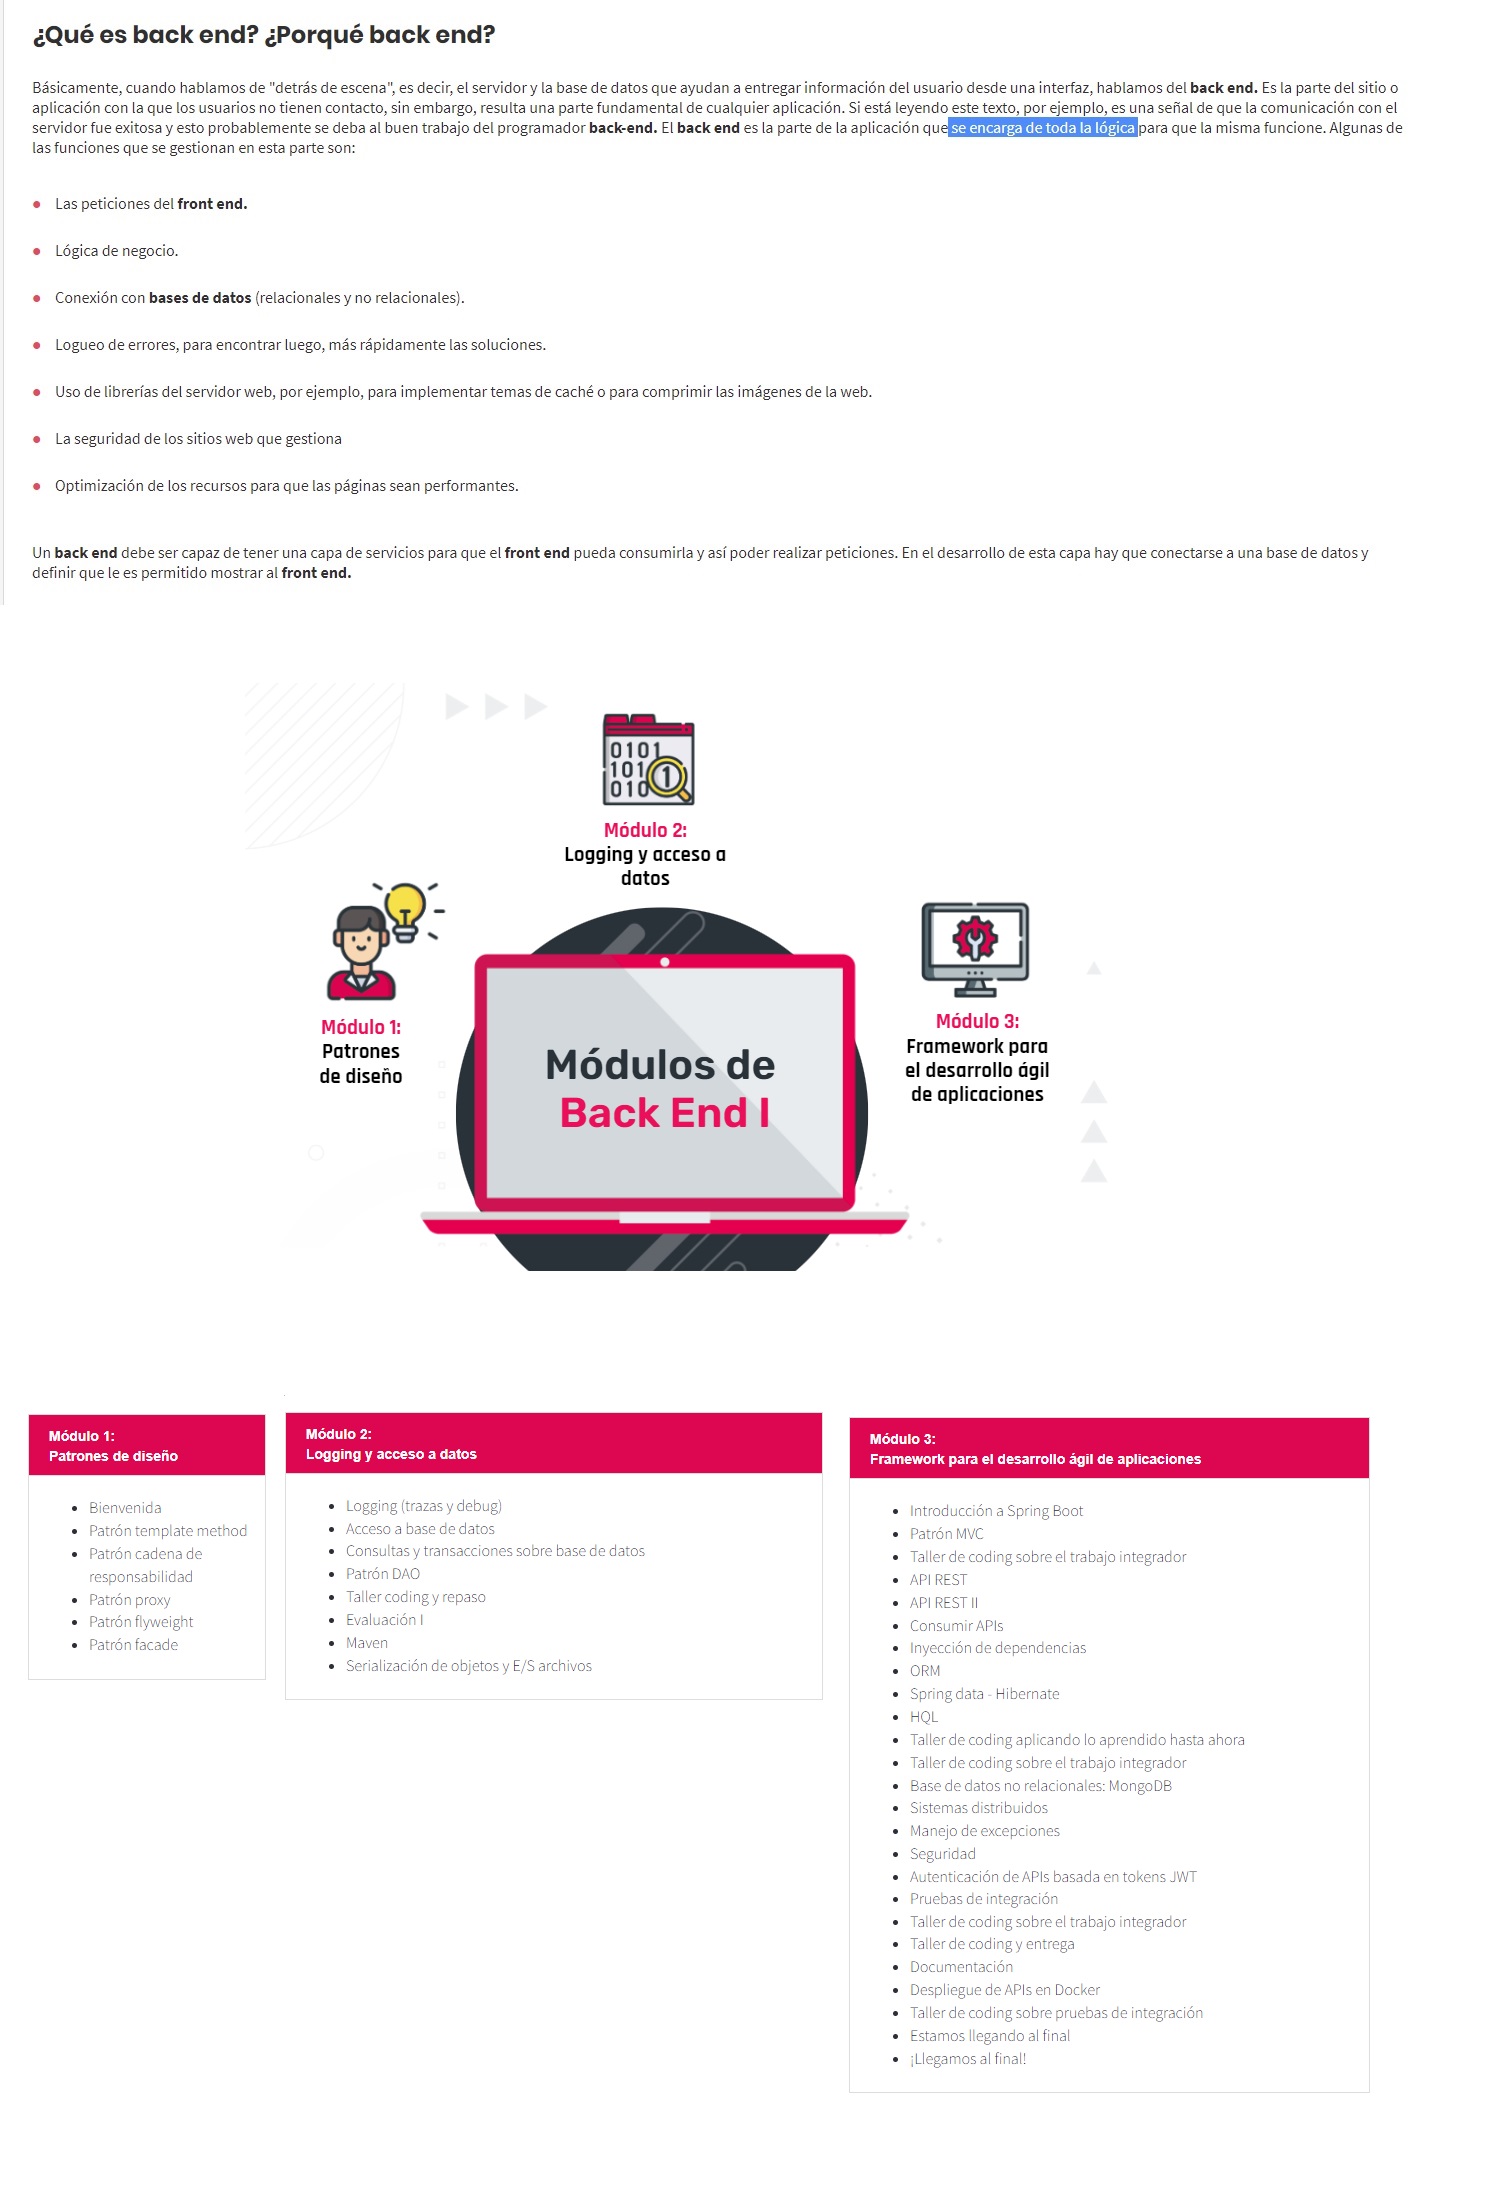 ¿Qué es back end? ¿Porqué back end?
Básicamente, cuando hablamos de "detrás de escena", es decir, el servidor y la base de datos que ayudan a entregar información del usuario desde una interfaz, hablamos del back end. Es la parte del sitio o
aplicación con la que los usuarios no tienen contacto, sin embargo, resulta una parte fundamental de cualquier aplicación. Si está leyendo este texto, por ejemplo, es una señal de que la comunicación con el
servidor fue exitosa y esto probablemente se deba al buen trabajo del programador back-end. El back end es la parte de la aplicación que se encarga de toda la lógica para que la misma funcione. Algunas de
las funciones que se gestionan en esta parte son:
Las peticiones del front end.
Lógica de negocio.
Conexión con bases de datos (relacionales y no relacionales).
Logueo de errores, para encontrar luego, más rápidamente las soluciones.
Uso de librerías del servidor web, por ejemplo, para implementar temas de caché o para comprimir las imágenes de la web.
La seguridad de los sitios web que gestiona
Optimización de los recursos para que las páginas sean performantes.
Un back end debe ser capaz de tener una capa de servicios para que el front end pueda consumirla y así poder realizar peticiones. En el desarrollo de esta capa hay que conectarse a una base de datos y
definir que le es permitido mostrar al front end.
0101
101
010
1
Módulo 2:
Logging y acceso a
datos
Módulo 1:
Patrones
de diseño
Módulo 3:
Framework para
el desarrollo ágil
de aplicaciones
Módulos de
Back End I
Módulo 1:
Patrones de diseño
Bienvenida
Patrón template method
Patrón cadena de
responsabilidad
Patrón proxy
Patrón flyweight
Patrón facade
Módulo 2:
Logging y acceso a datos
Logging (trazas y debug)
Acceso a base de datos
Consultas y transacciones sobre base de datos
Patrón DAO
Taller coding y repaso
Evaluación I
Maven
Serialización de objetos y E/S archivos
Módulo 3:
Framework para el desarrollo ágil de aplicaciones
Introducción a Spring Boot
Patrón MVC
Taller de coding sobre el trabajo integrador
API REST
API REST II
Consumir APIs
Inyección de dependencias
ORM
Spring data - Hibernate
HQL
Taller de coding aplicando lo aprendido hasta ahora
Taller de coding sobre el trabajo integrador
Base de datos no relacionales: MongoDB
Sistemas distribuidos
Manejo de excepciones
Seguridad
Autenticación de APIs basada en tokens JWT
Pruebas de integración
Taller de coding sobre el trabajo integrador
Taller de coding y entrega
Documentación
Despliegue de APIs en Docker
Taller de coding sobre pruebas de integración
Estamos llegando al final
¡Llegamos al final!